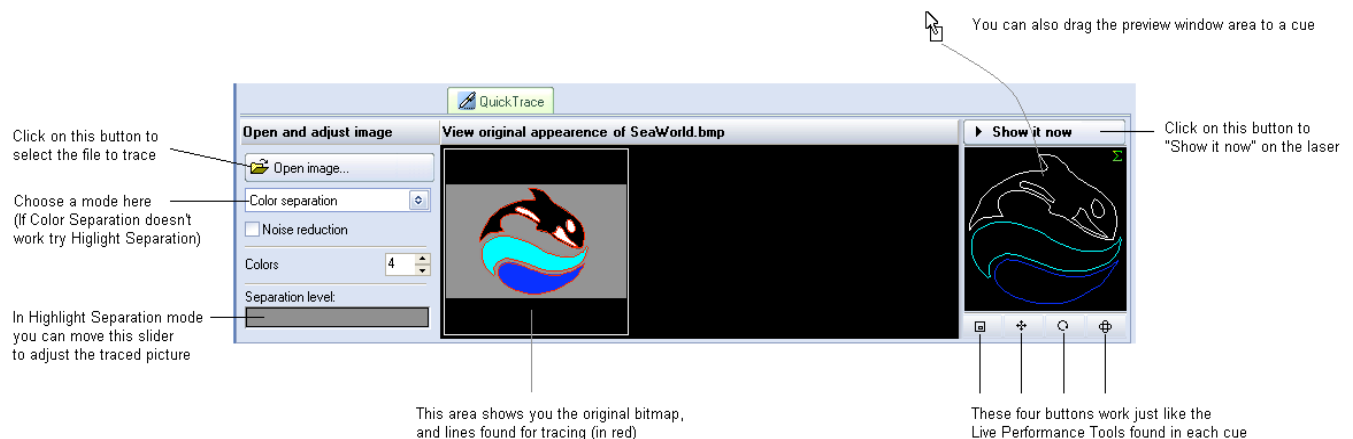 You can also drag the preview window area to a cue
QuickTrace
Click on this button to
select the file to trace
Open and adjust image
View original appearence of SeaWorld.bmp
Show it now
Click on this button to
"Show it now" on the laser
Open image...
Σ
Choose a mode here
(If Color Separation doesn't
work try Higlight Separation)
Color separation
Noise reduction
Colors
4
Separation level:
In Highlight Separation mode
you can move this slider
to adjust the traced picture
This area shows you the original bitmap,
and lines found for tracing (in red)
These four buttons work just like the
Live Performance Tools found in each cue